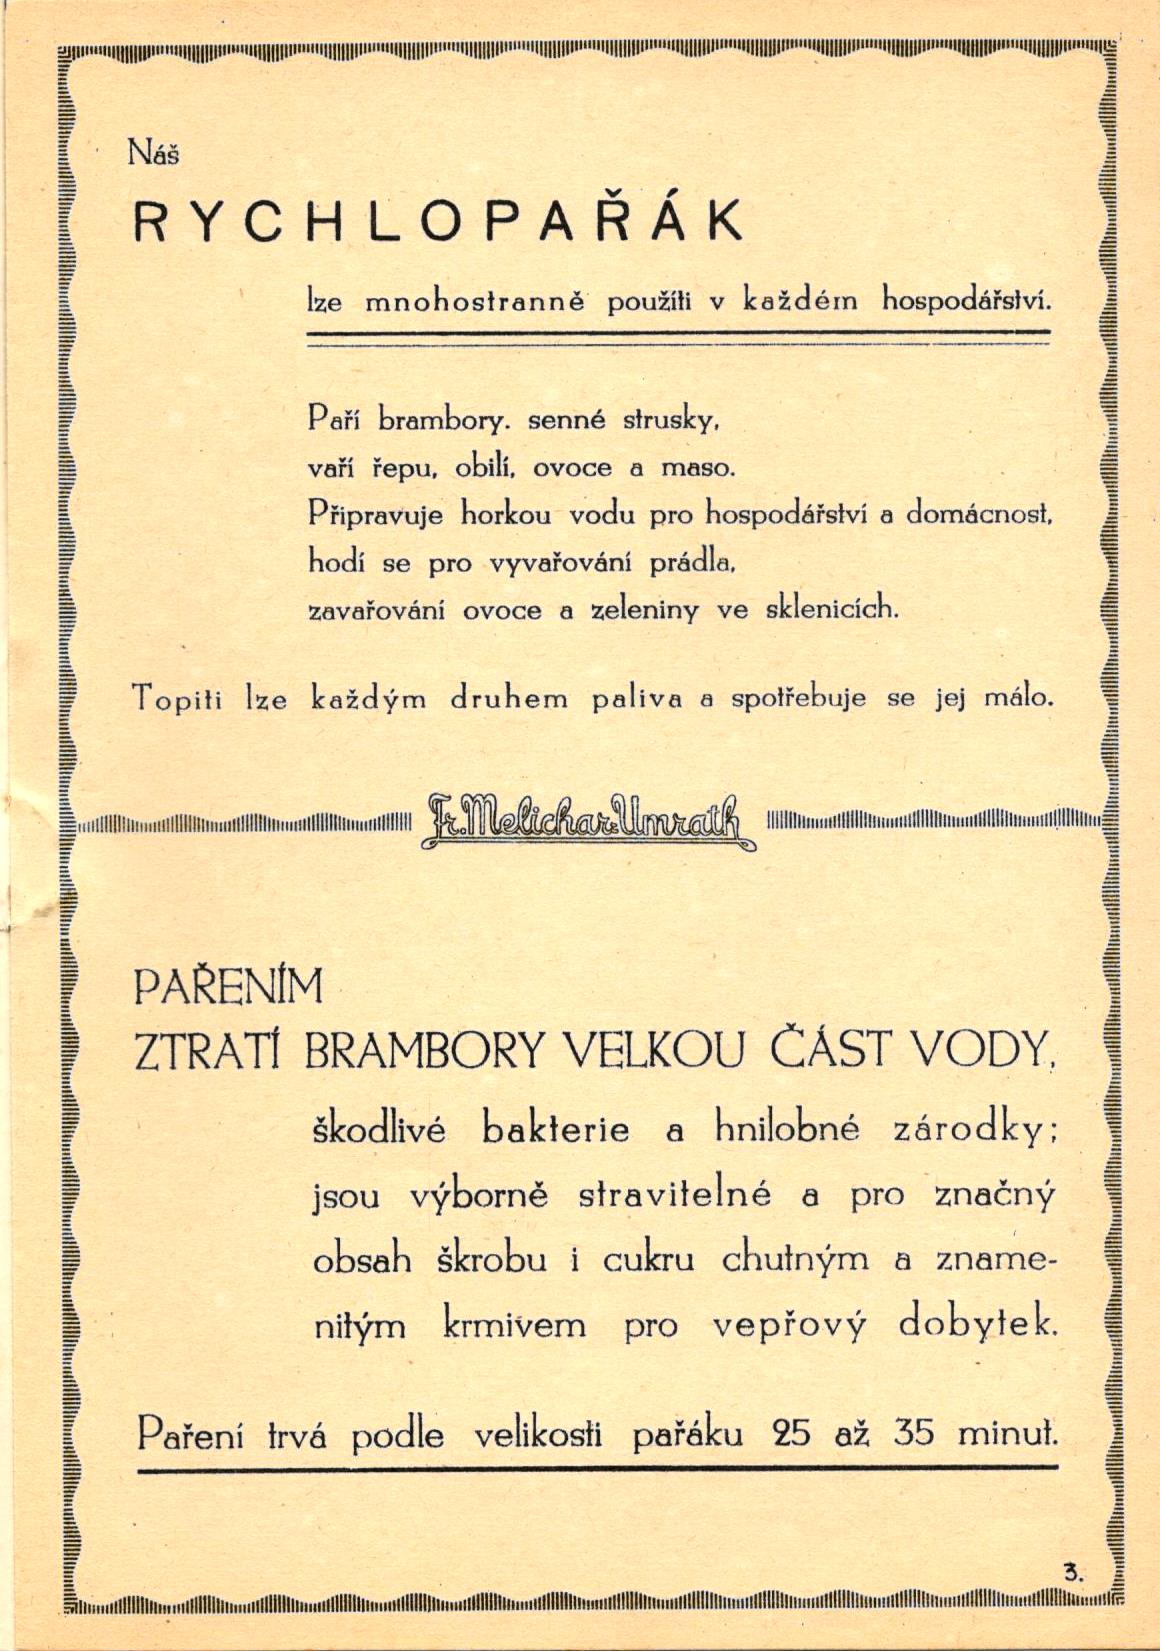 Náš
RYCHLOPAŘÁK
lze mnohostranně použíti v každém hospodářství.
Paří brambory. senné strusky,
vaří řepu, obilí, ovoce a maso.
Připravuje horkou vodu pro hospodářství a domácnost,
hodí se pro vyvařování prádla,
zavařování ovoce a zeleniny ve sklenicích.
Topiti lze každým druhem paliva a spotřebuje se jej málo.
Fr. Melichar-Umrath
PAŘENÍM
ZTRATÍ BRAMBORY VELKOU ČÁST VODY,
škodlivé bakterie a hnilobné zárodky;
jsou výborně stravitelné a pro značný
obsah škrobu i cukru chutným a zname-
nitým krmivem pro vepřový dobytek.
Paření trvá podle velikosti pařáku 25 až 35 minut.
3.